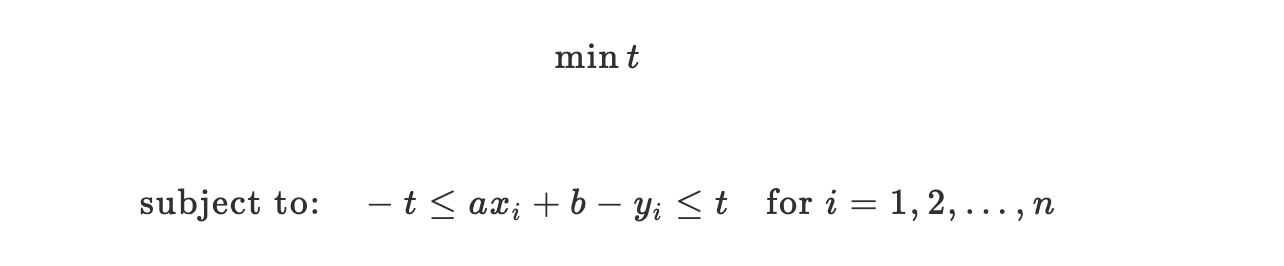 min t
subject to: − t ≤ axᵢ + b − yᵢ ≤ t for i = 1, 2, . . . , n